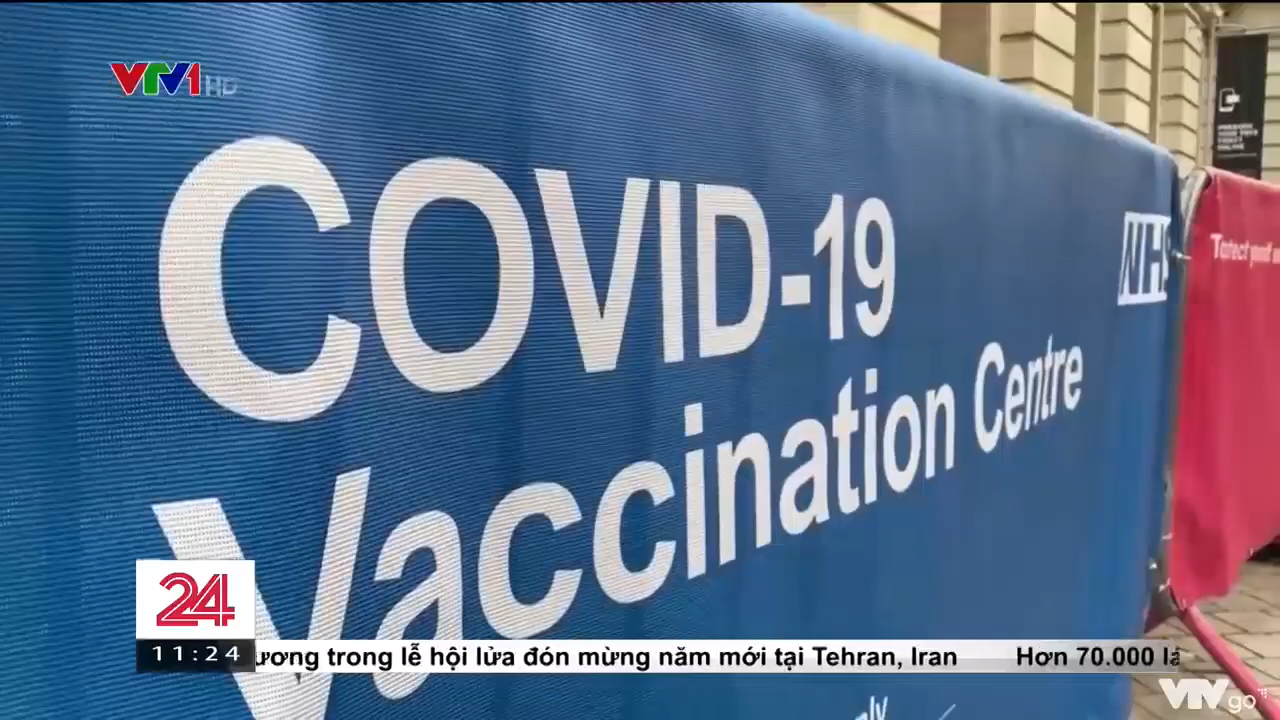 VTV1 HD
COVID-19
Vaccination Centre
NHS
24
11:24
ương trong lễ hội lửa đón mừng năm mới tại Tehran, Iran Hơn 70.000
VTV go